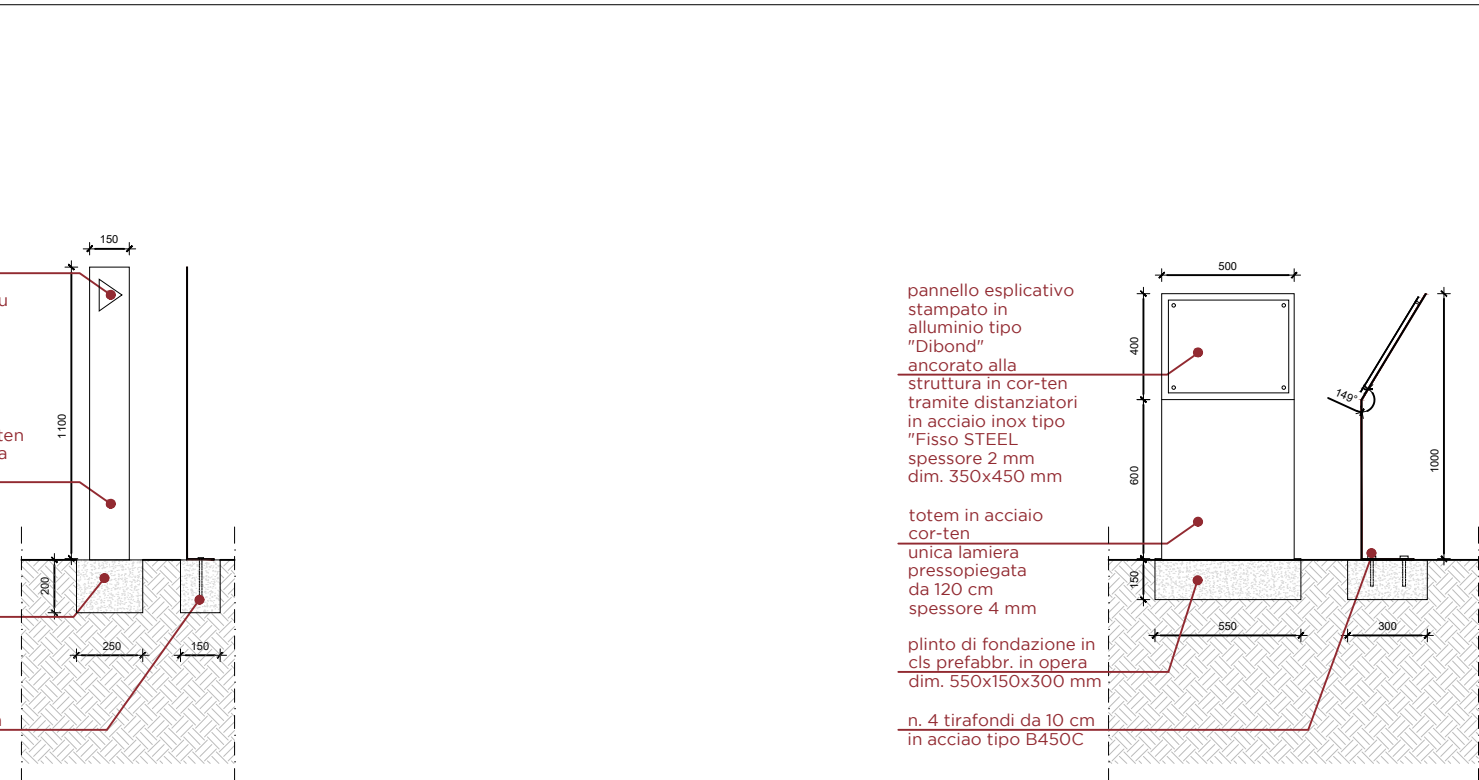 150
u
1100
ten
a
200
250
150
pannello esplicativo
stampato in
alluminio tipo
"Dibond"
ancorato alla
struttura in cor-ten
tramite distanziatori
in acciaio inox tipo
"Fisso STEEL
spessore 2 mm
dim. 350x450 mm
totem in acciaio
cor-ten
unica lamiera
pressopiegata
da 120 cm
spessore 4 mm
plinto di fondazione in
cls prefabbr. in opera
dim. 550x150x300 mm
n. 4 tirafondi da 10 cm
in acciao tipo B450C
500
400
600
150
550
149°
1000
300